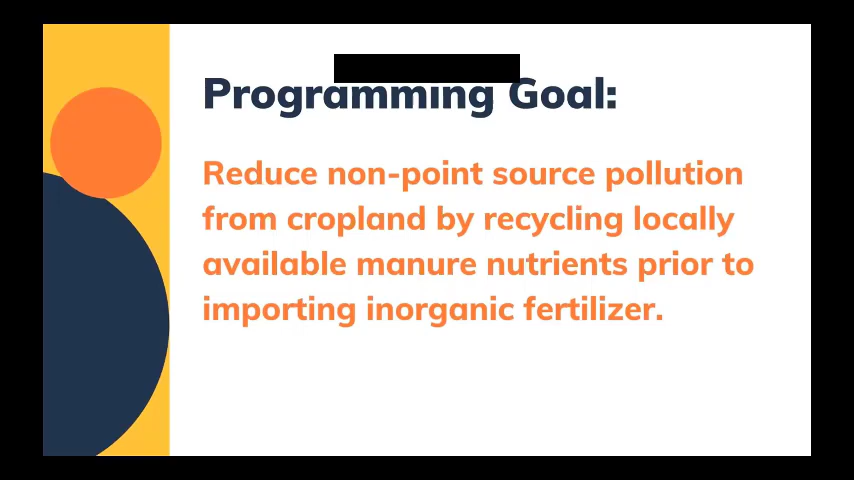 Programming Goal:
Reduce non-point source pollution
from cropland by recycling locally
available manure nutrients prior to
importing inorganic fertilizer.